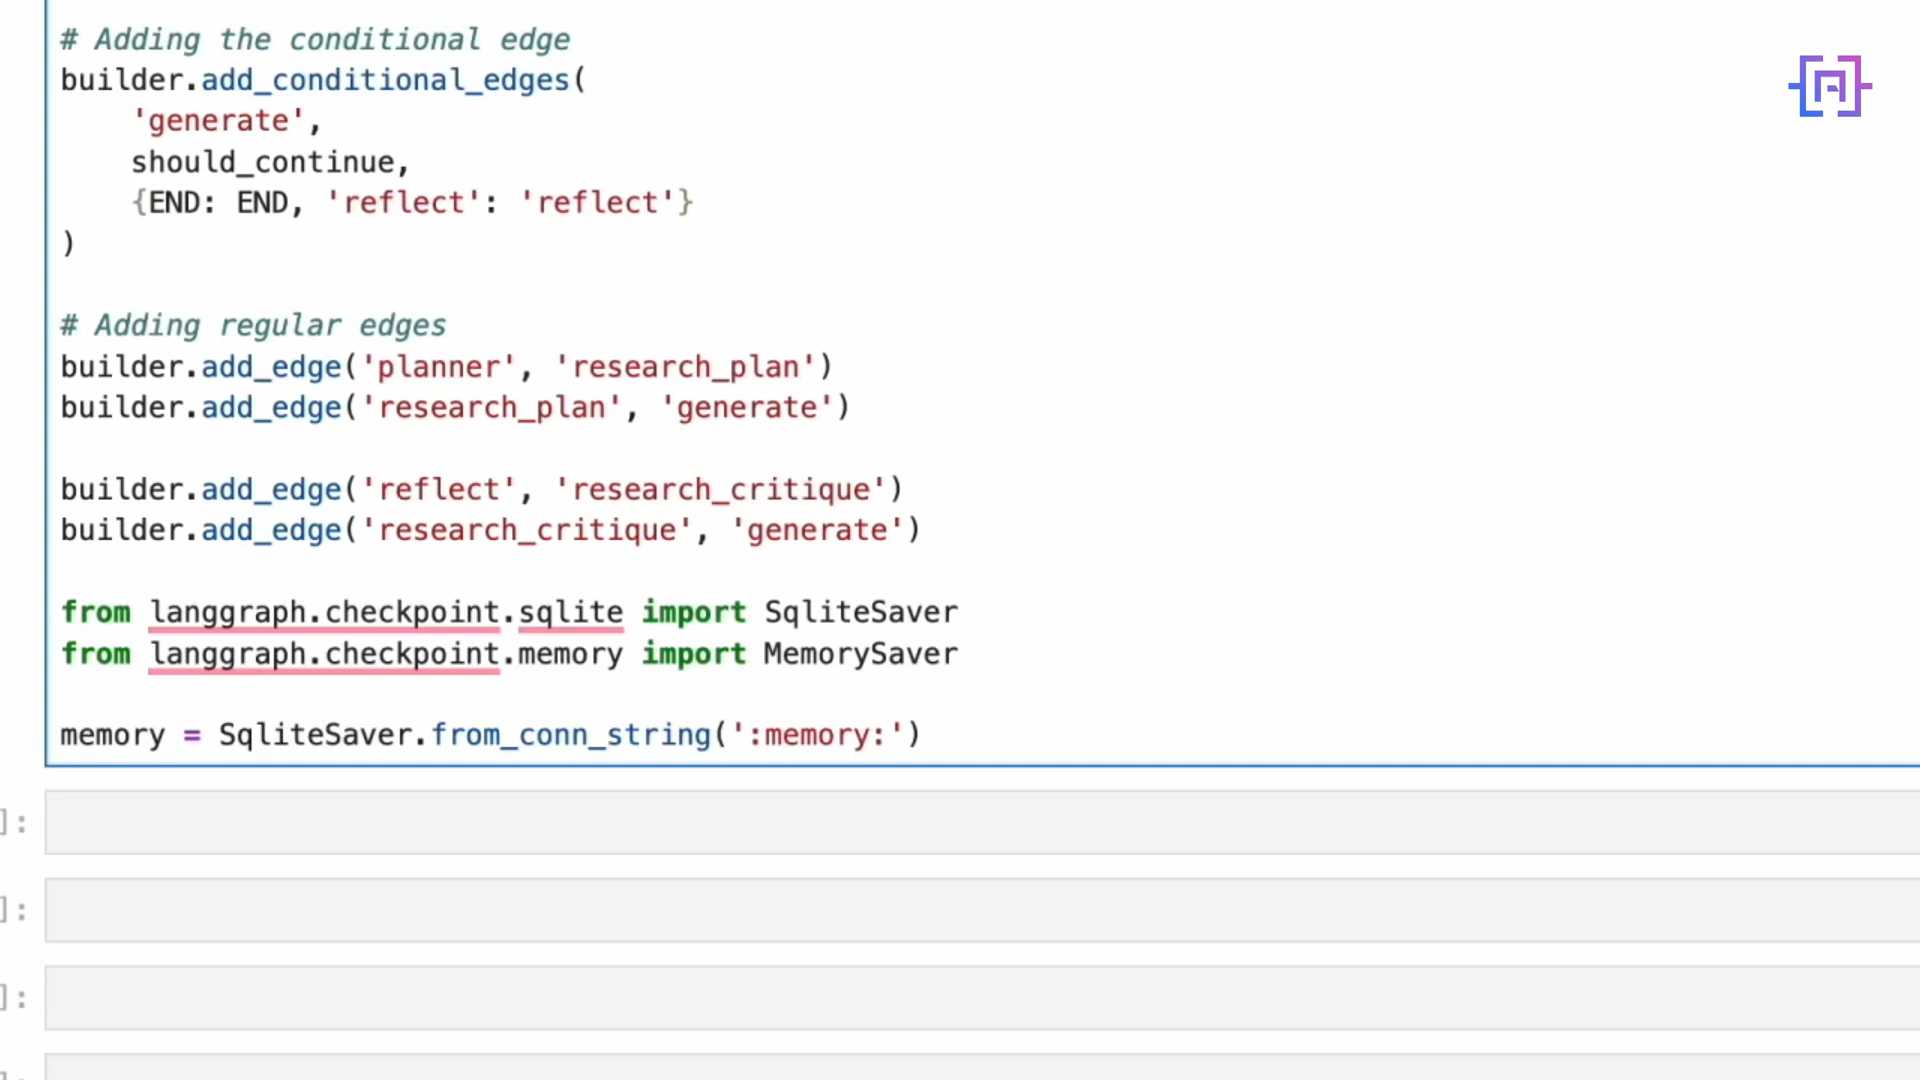 # Adding the conditional edge
builder.add_conditional_edges(
    'generate',
    should_continue,
    {END: END, 'reflect': 'reflect'}
)
# Adding regular edges
builder.add_edge('planner', 'research_plan')
builder.add_edge('research_plan', 'generate')
builder.add_edge('reflect', 'research_critique')
builder.add_edge('research_critique', 'generate')
from langgraph.checkpoint.sqlite import SqliteSaver
from langgraph.checkpoint.memory import MemorySaver
memory = SqliteSaver.from_conn_string(':memory:')
]:
]:
]:
]: